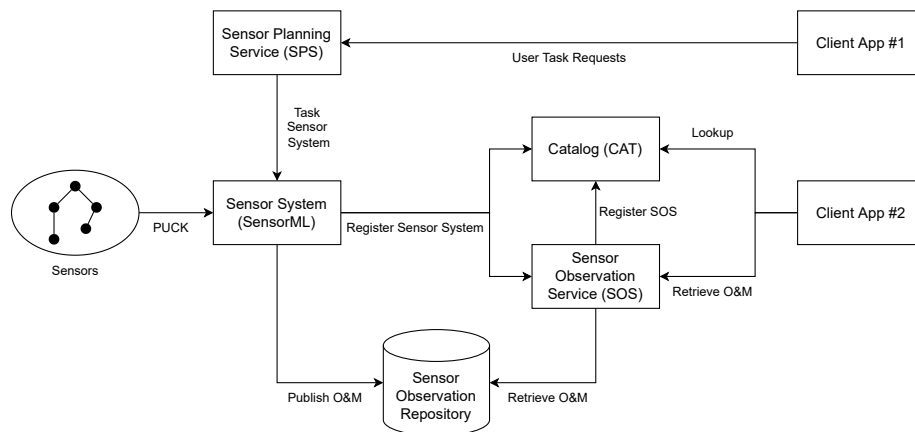 Sensor Planning
Service (SPS)
Client App #1
User Task Requests
Task
Sensor
System
Catalog (CAT)
Lookup
Sensor System
(SensorML)
PUCK
Register Sensor System
Register SOS
Client App #2
Sensors
Sensor
Observation
Service (SOS)
Retrieve O&M
Sensor
Observation
Repository
Publish O&M
Retrieve O&M